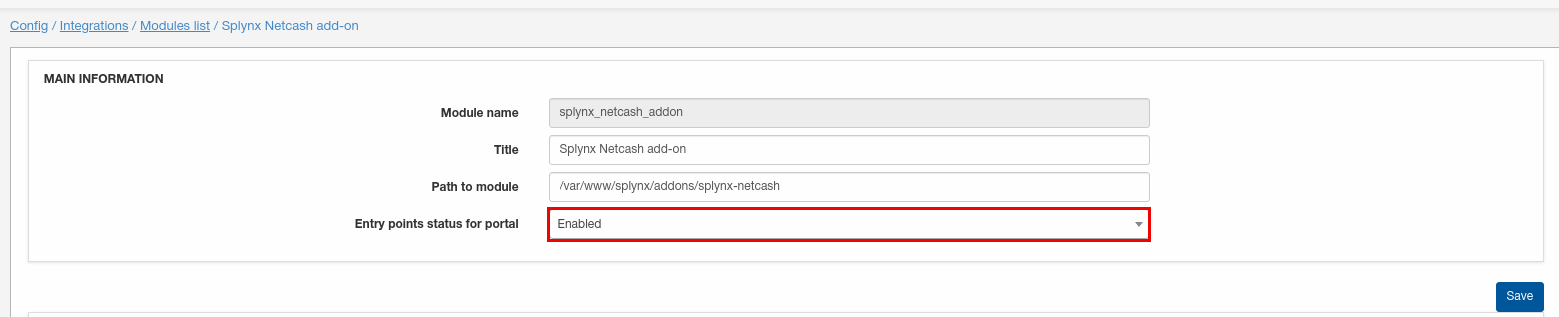 Config / Integrations / Modules list / Splynx Netcash add-on
MAIN INFORMATION
Module name splynx_netcash_addon
Title Splynx Netcash add-on
Path to module /var/www/splynx/addons/splynx-netcash
Entry points status for portal Enabled
Save